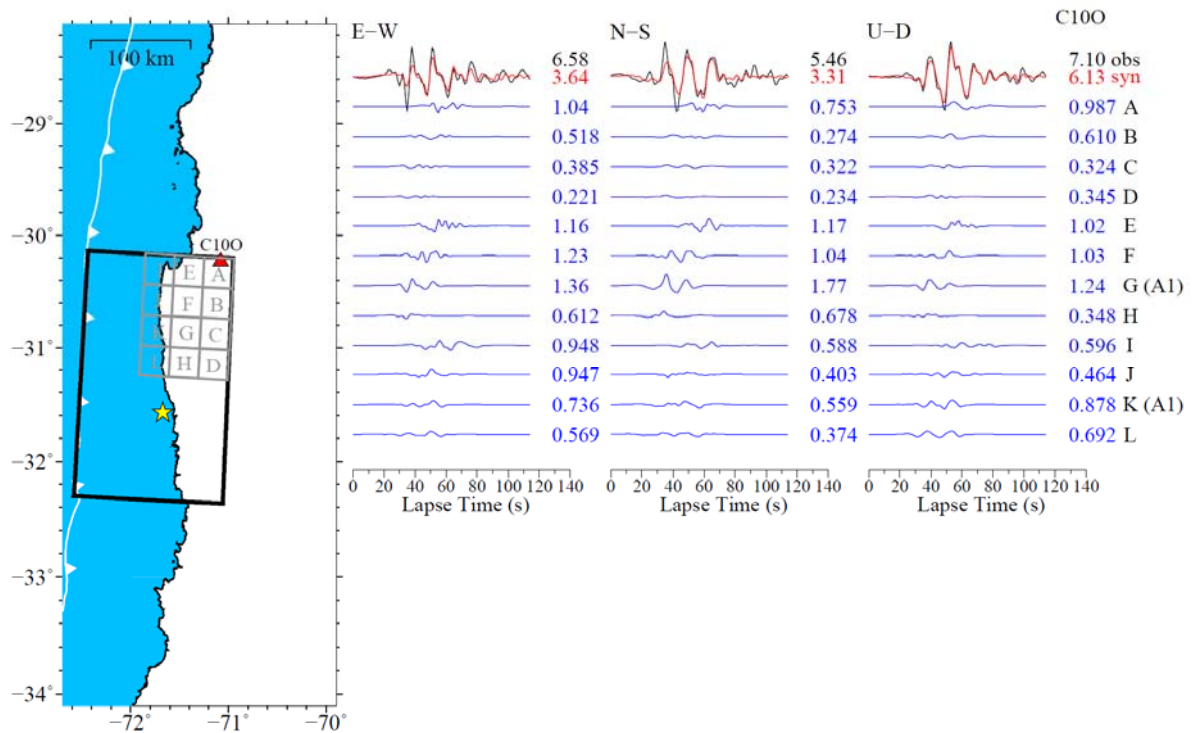 C10O
E−W N−S U−D
100 km
6.58 5.46 7.10 obs
3.64 3.31 6.13 syn
1.04 0.753 0.987 A
0.518 0.274 0.610 B
0.385 0.322 0.324 C
0.221 0.234 0.345 D
1.16 1.17 1.02 E
1.23 1.04 1.03 F
1.36 1.77 1.24 G (A1)
0.612 0.678 0.348 H
0.948 0.588 0.596 I
0.947 0.403 0.464 J
0.736 0.559 0.878 K (A1)
0.569 0.374 0.692 L
0 20 40 60 80 100 120 140
Lapse Time (s)
0 20 40 60 80 100 120 140
Lapse Time (s)
0 20 40 60 80 100 120 140
Lapse Time (s)
−29˚
−30˚
−31˚
−32˚
−33˚
−34˚
−72˚ −71˚ −70˚
C10O
E A
F B
G C
H D